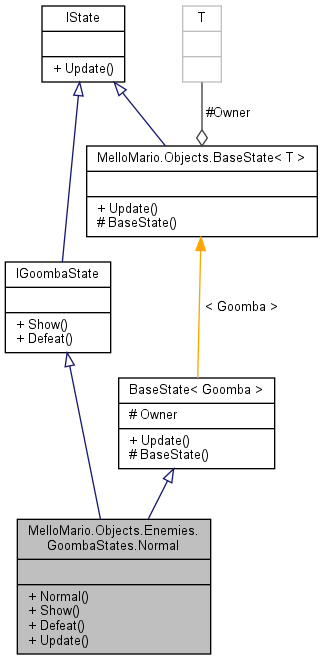 IState
+ Update()
T
#Owner
MelloMario.Objects.BaseState< T >
+ Update()
# BaseState()
IGoombaState
+ Show()
+ Defeat()
< Goomba >
BaseState< Goomba >
# Owner
+ Update()
# BaseState()
MelloMario.Objects.Enemies.
GoombaStates.Normal
+ Normal()
+ Show()
+ Defeat()
+ Update()